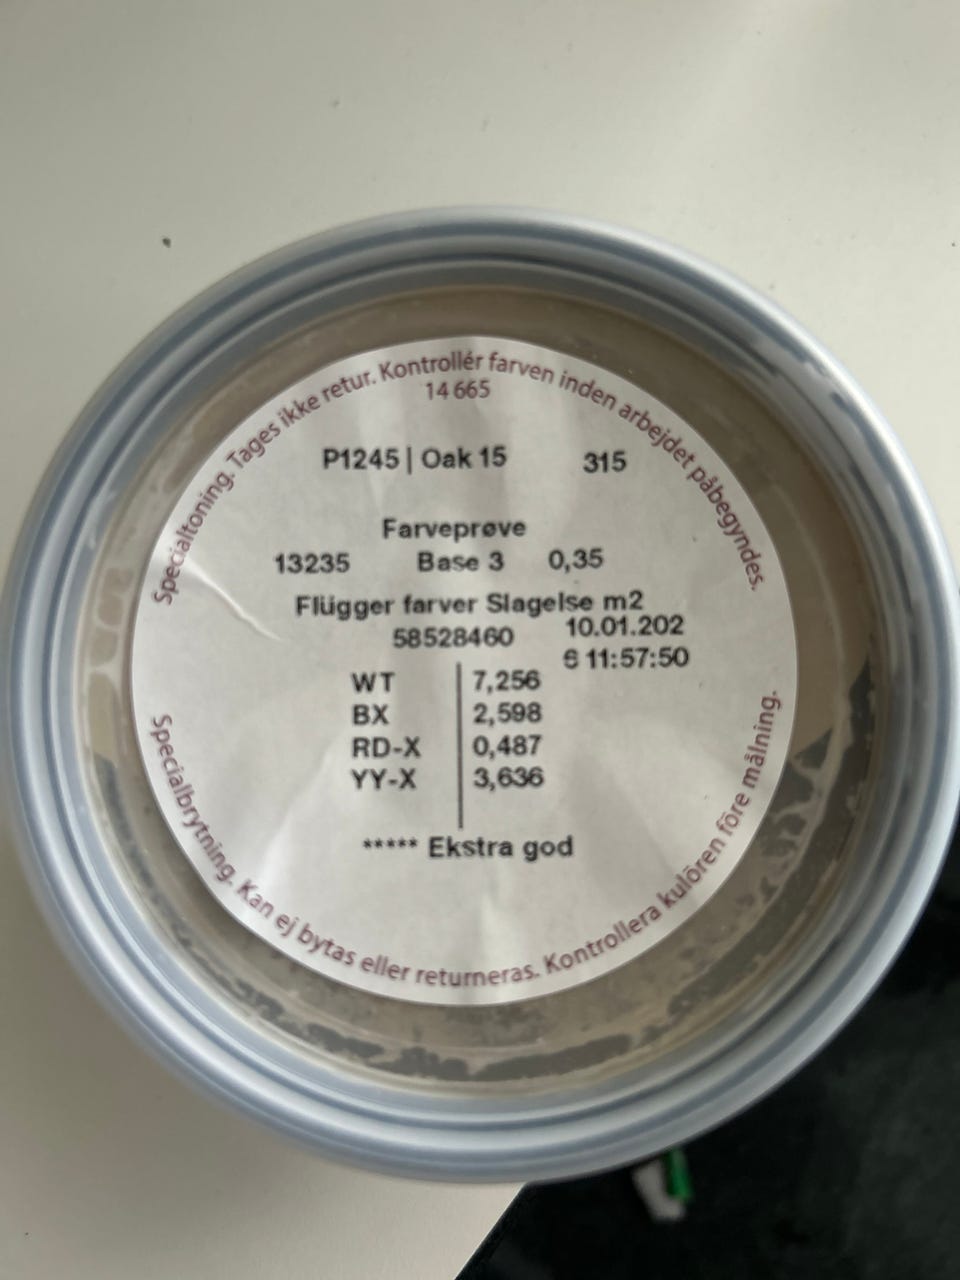 Specialtoning. Tages ikke retur. Kontrollér farven inden arbejdet påbegyndes.
14 665
P1245 | Oak 15 315
Farveprøve
13235 Base 3 0,35
Flügger farver Slagelse m2
58528460 10.01.202
6 11:57:50
WT 7,256
BX 2,598
RD-X 0,487
YY-X 3,636
***** Ekstra god
Specialbrytning. Kan ej bytas eller returneras. Kontrollera kulören före målning.